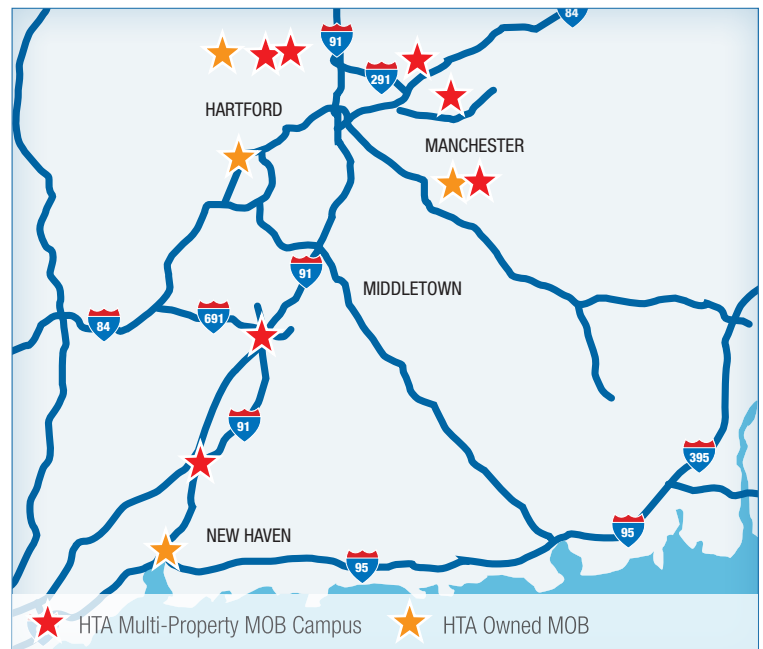 84
91
291
HARTFORD
MANCHESTER
91
MIDDLETOWN
691
84
91
395
NEW HAVEN
95
95
HTA Multi-Property MOB Campus
HTA Owned MOB